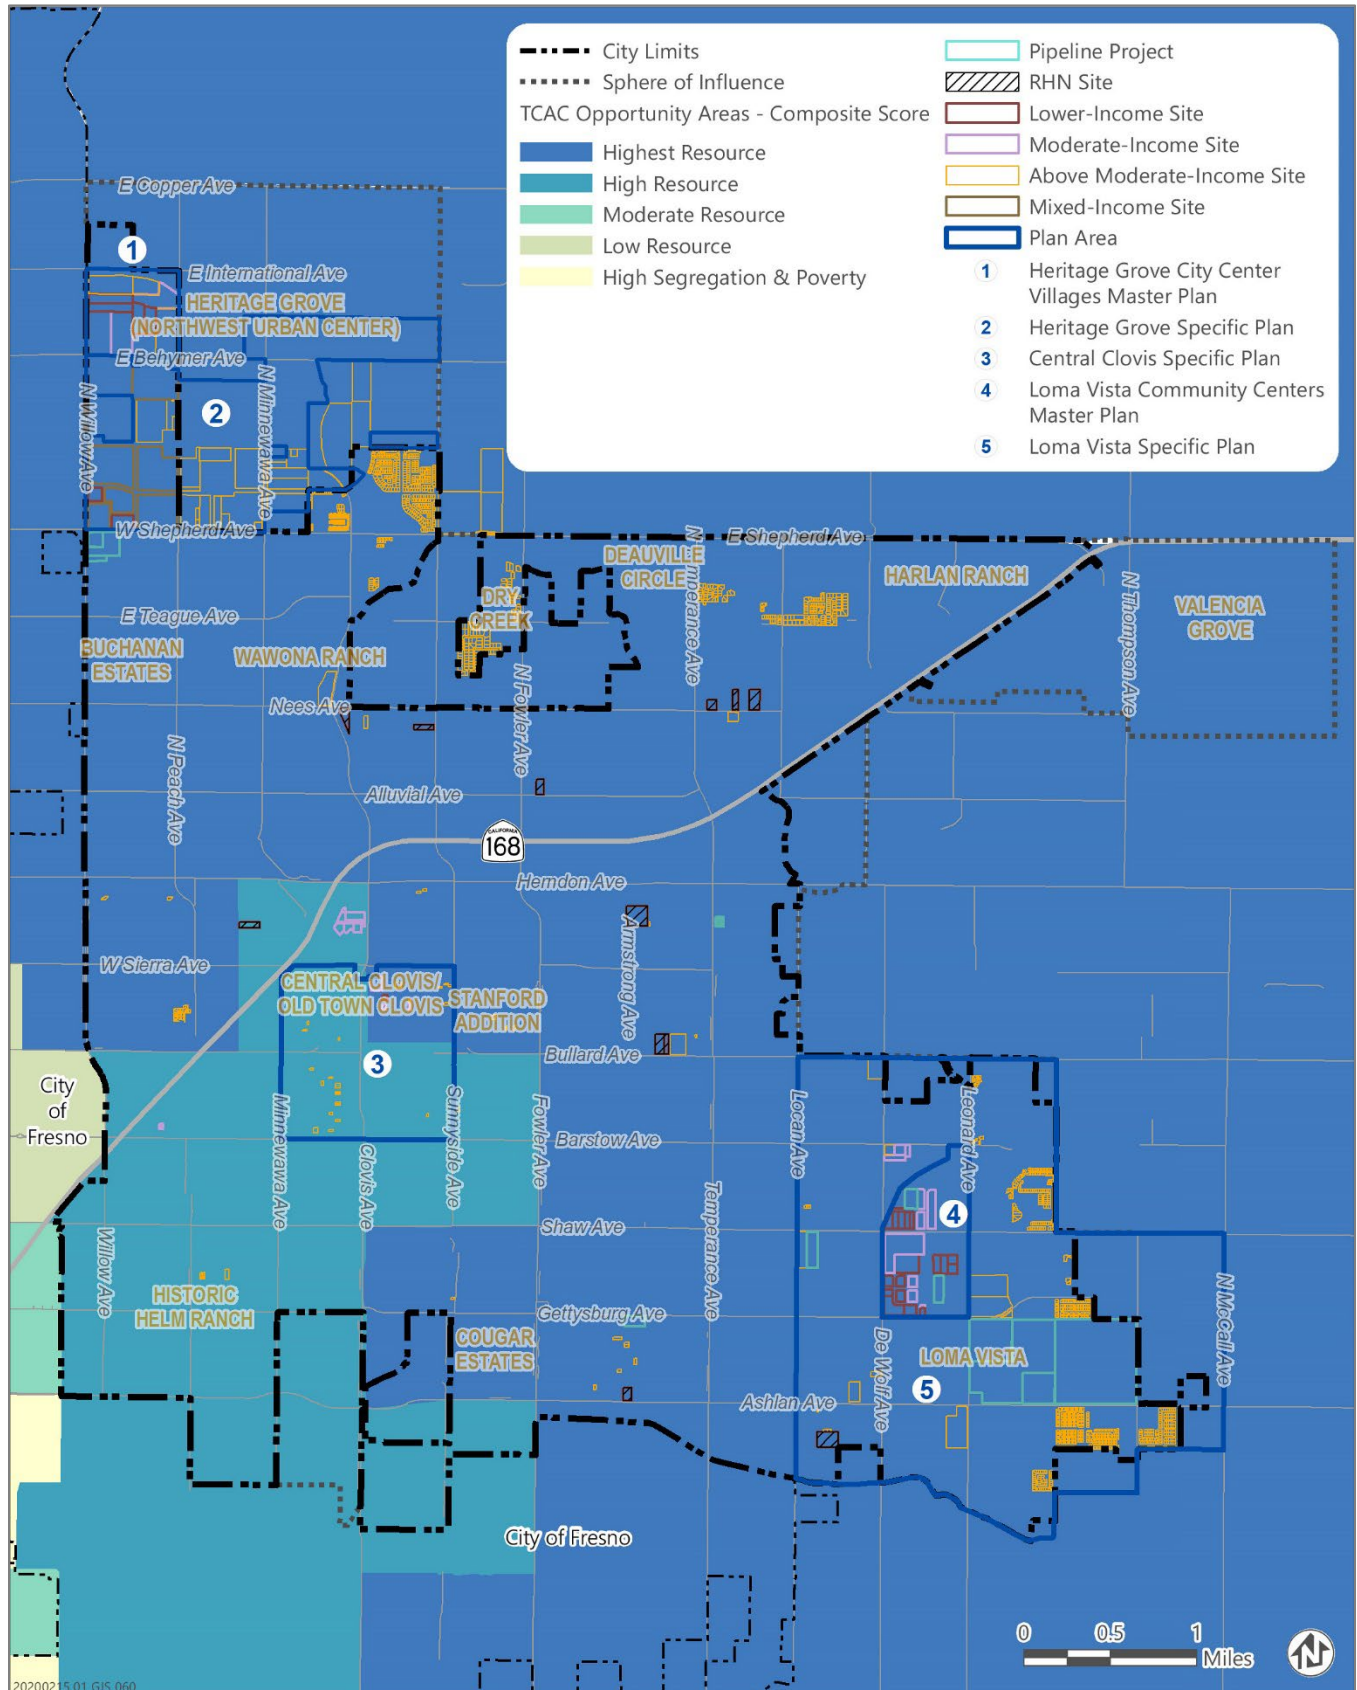 City Limits
Sphere of Influence
TCAC Opportunity Areas - Composite Score
Highest Resource
High Resource
Moderate Resource
Low Resource
High Segregation & Poverty
Pipeline Project
RHN Site
Lower-Income Site
Moderate-Income Site
Above Moderate-Income Site
Mixed-Income Site
Plan Area
1 Heritage Grove City Center
Villages Master Plan
2 Heritage Grove Specific Plan
3 Central Clovis Specific Plan
4 Loma Vista Community Centers
Master Plan
5 Loma Vista Specific Plan
E Copper Ave
1
E International Ave
HERITAGE GROVE
(NORTHWEST URBAN CENTER)
E Behymer Ave
N Willow Ave
N Minnewawa Ave
2
W Shepherd Ave
E Shepherd Ave
DEAUVILLE
CIRCLE
N Temperance Ave
HARLAN RANCH
N Thompson Ave
VALENCIA
GROVE
DRY
CREEK
E Teague Ave
BUCHANAN
ESTATES
WAWONA RANCH
Nees Ave
N Fowler Ave
N Peach Ave
Alluvial Ave
CALIFORNIA
168
Herndon Ave
Armstrong Ave
W Sierra Ave
CENTRAL CLOVIS/
OLD TOWN CLOVIS
STANFORD
ADDITION
3
Bullard Ave
City
of
Fresno
Minnewawa Ave
Clovis Ave
Sunnyside Ave
Fowler Ave
Barstow Ave
Locan Ave
Leonard Ave
4
Shaw Ave
Temperance Ave
Willow Ave
HISTORIC
HELM RANCH
Gettysburg Ave
COUGAR
ESTATES
De Wolf Ave
LOMA VISTA
N McCall Ave
5
Ashlan Ave
City of Fresno
0 0.5 1
Miles
N
20200215.01 GIS 060